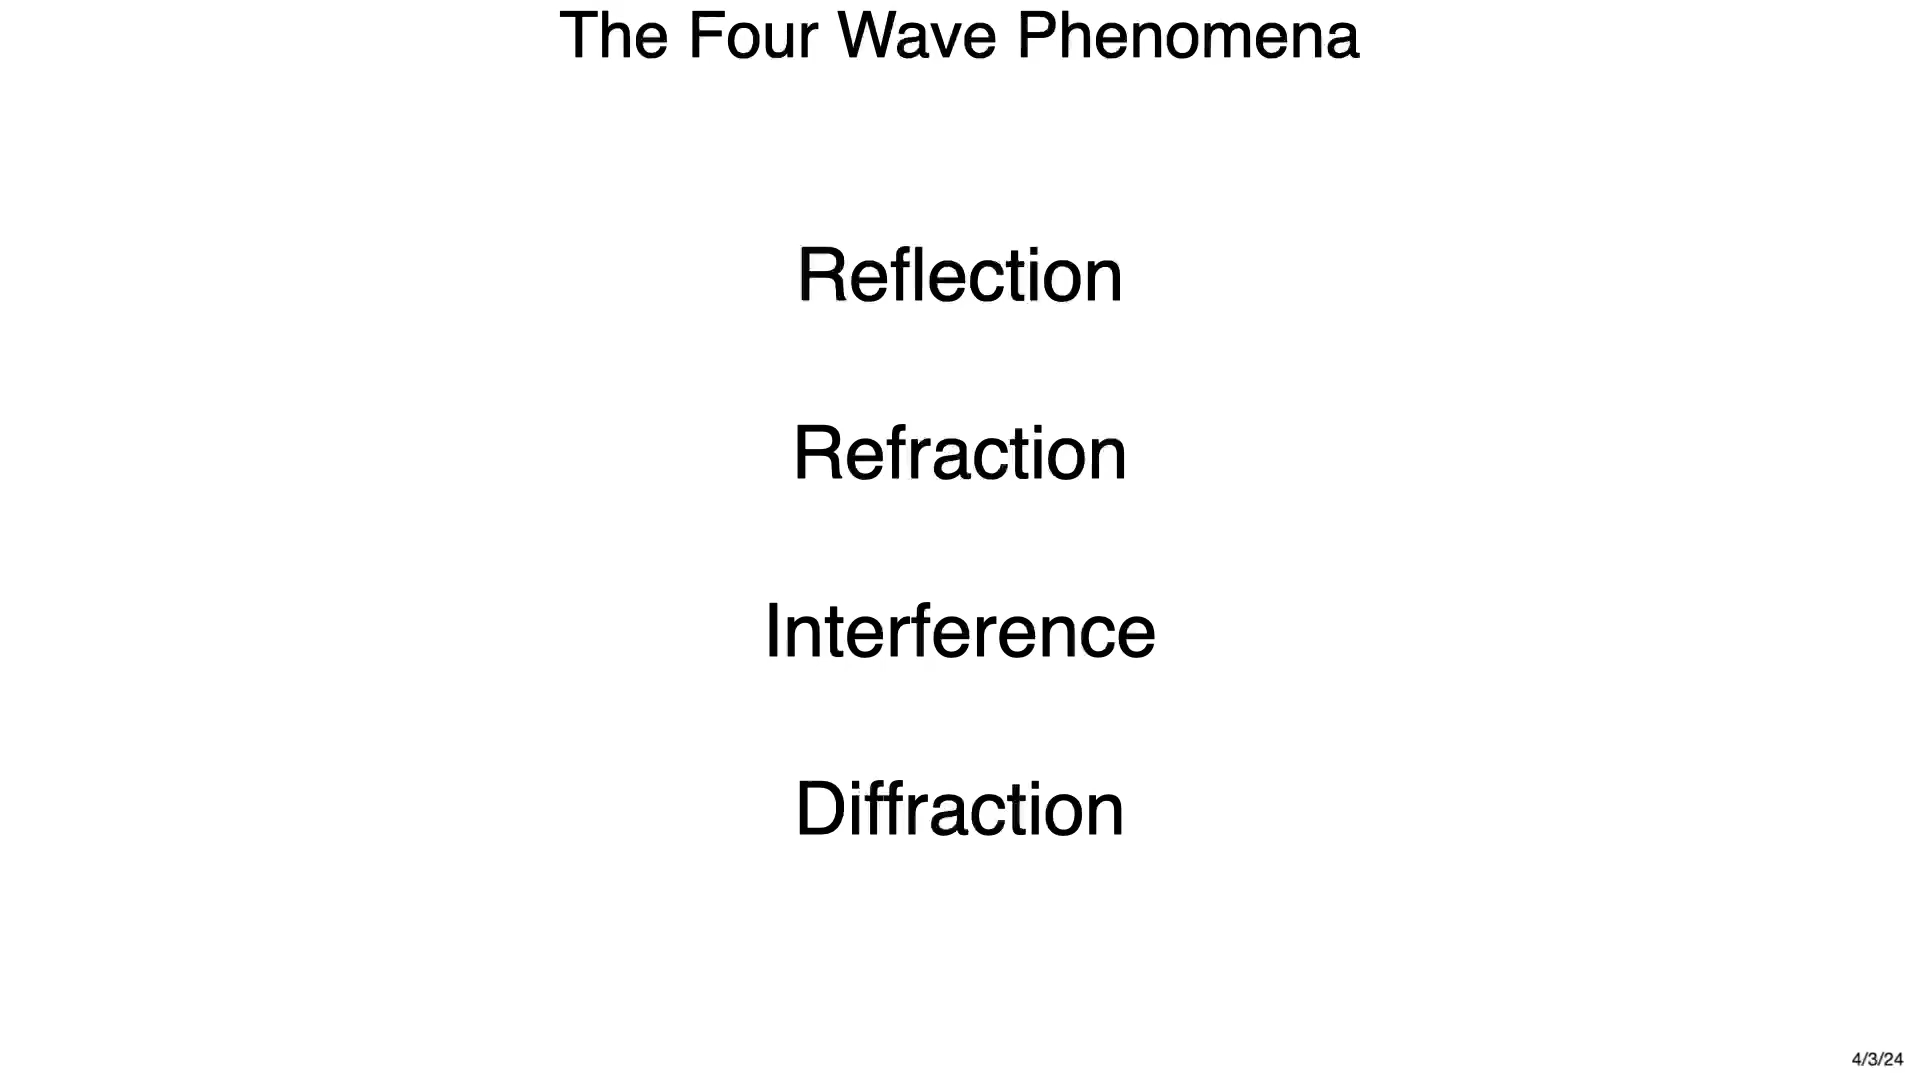 The Four Wave Phenomena
Reflection
Refraction
Interference
Diffraction
4/3/24